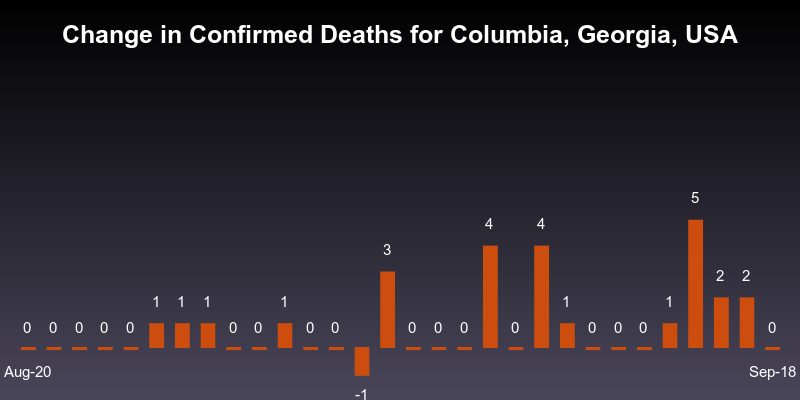 Change in Confirmed Deaths for Columbia, Georgia, USA
0 0 0 0 0 1 1 1 0 0 1 0 0 -1 3 0 0 0 4 0 4 1 0 0 0 1 5 2 2 0
Aug-20 Sep-18